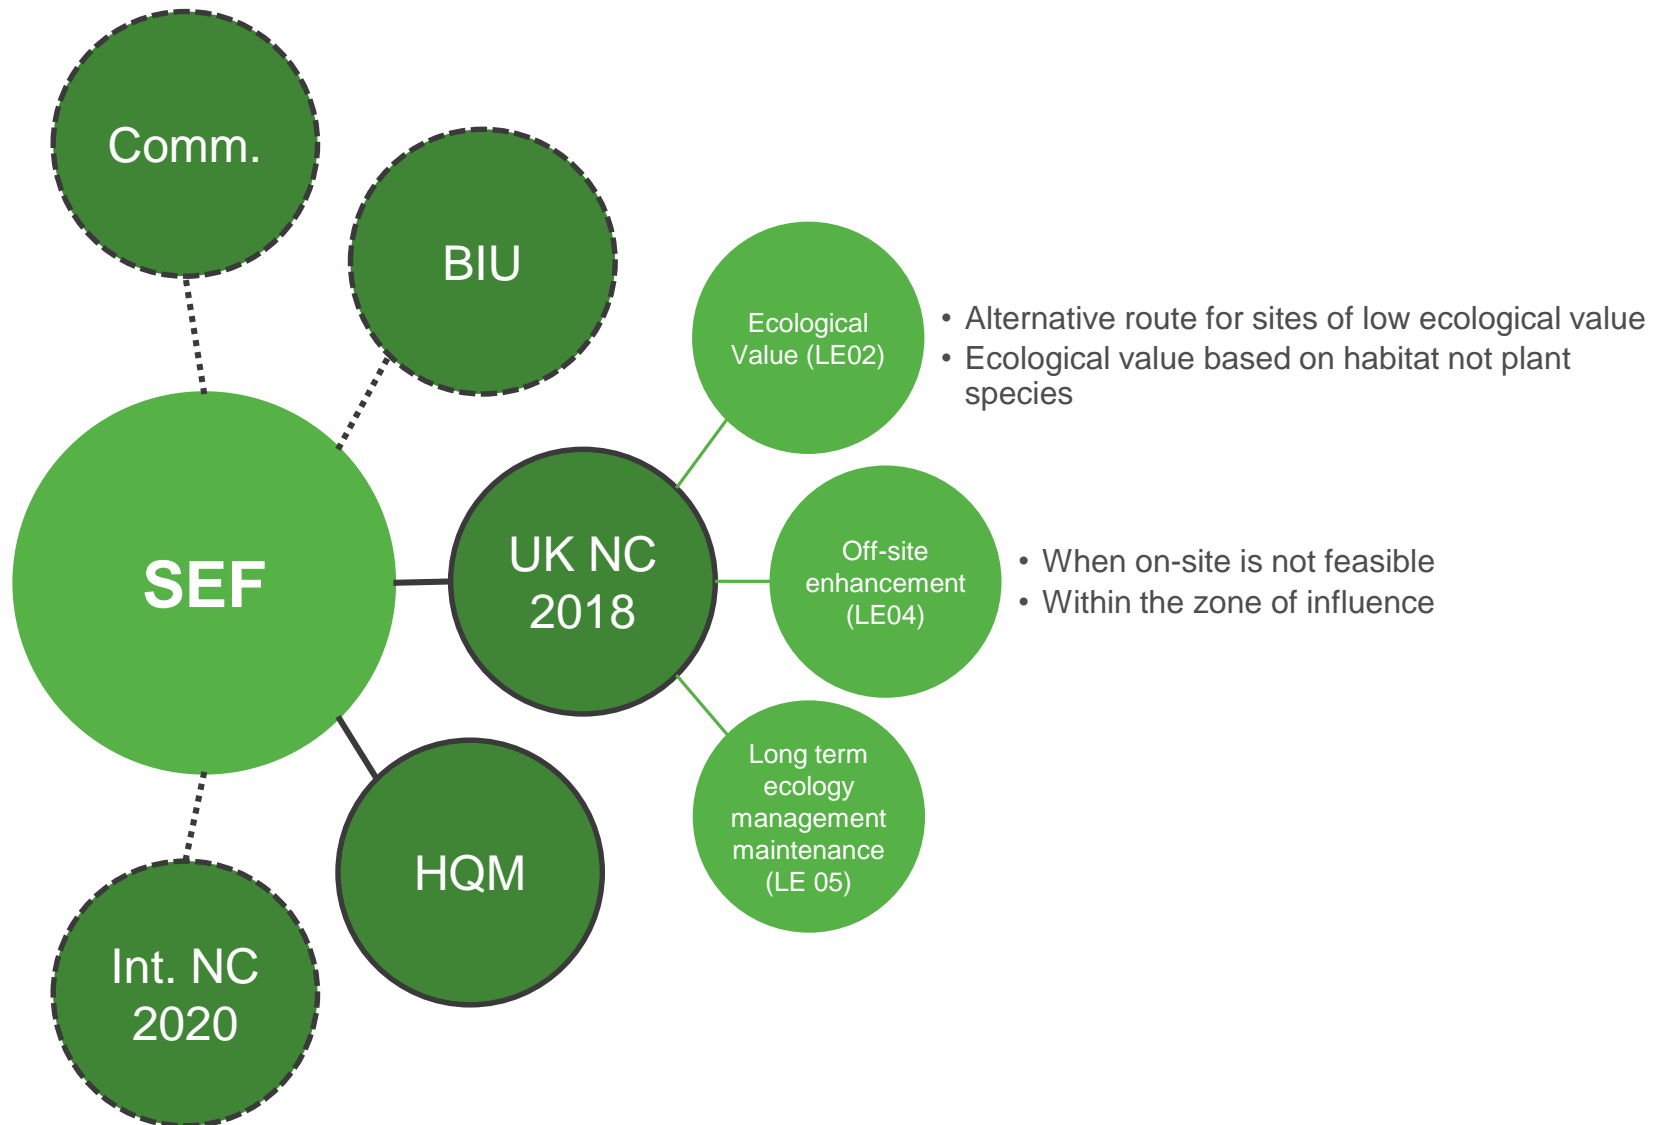 Comm.
BIU
SEF
UK NC
2018
HQM
Int. NC
2020
Ecological
Value (LE02)
• Alternative route for sites of low ecological value
• Ecological value based on habitat not plant
species
Off-site
enhancement
(LE04)
• When on-site is not feasible
• Within the zone of influence
Long term
ecology
management
maintenance
(LE 05)